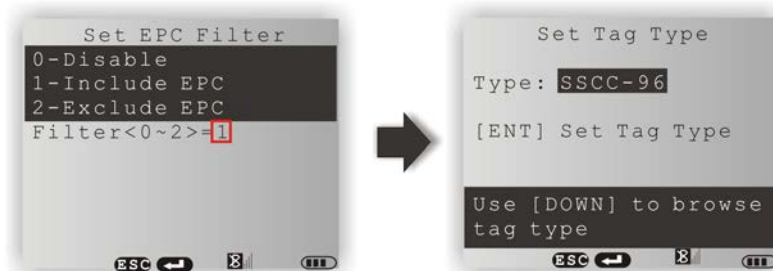 Set EPC Filter
0-Disable
1-Include EPC
2-Exclude EPC
Filter<0~2>=1
ESC
Set Tag Type
Type: SSCC-96
[ENT] Set Tag Type
Use [DOWN] to browse
tag type
ESC